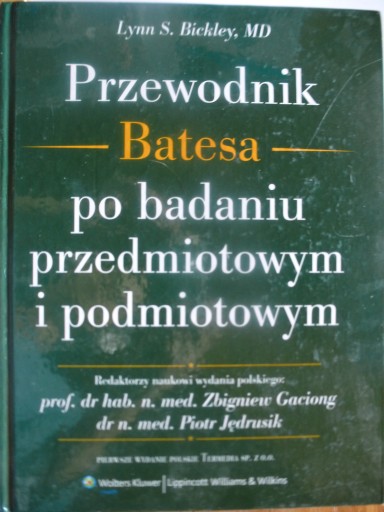 Lynn S. Bickley, MD
Przewodnik
Batesa
po badaniu
przedmiotowym
i podmiotowym
Redaktorzy naukowi wydania polskiego:
prof. dr hab. n. med. Zbigniew Gaciong
dr n. med. Piotr Jędrusik
PIERWSZE WYDANIE POLSKIE TERMEDIA SP. Z O.O.
Wolters Kluwer | Lippincott Williams & Wilkins